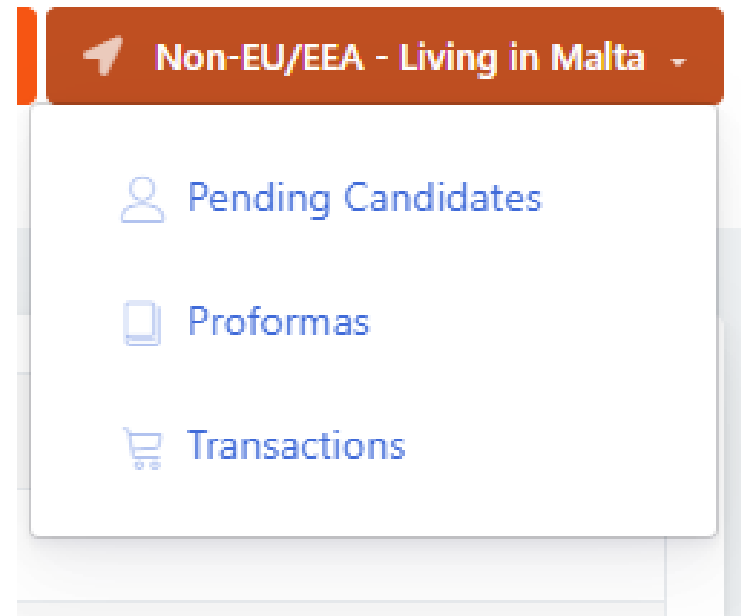 Non-EU/EEA - Living in Malta
Pending Candidates
Proformas
Transactions